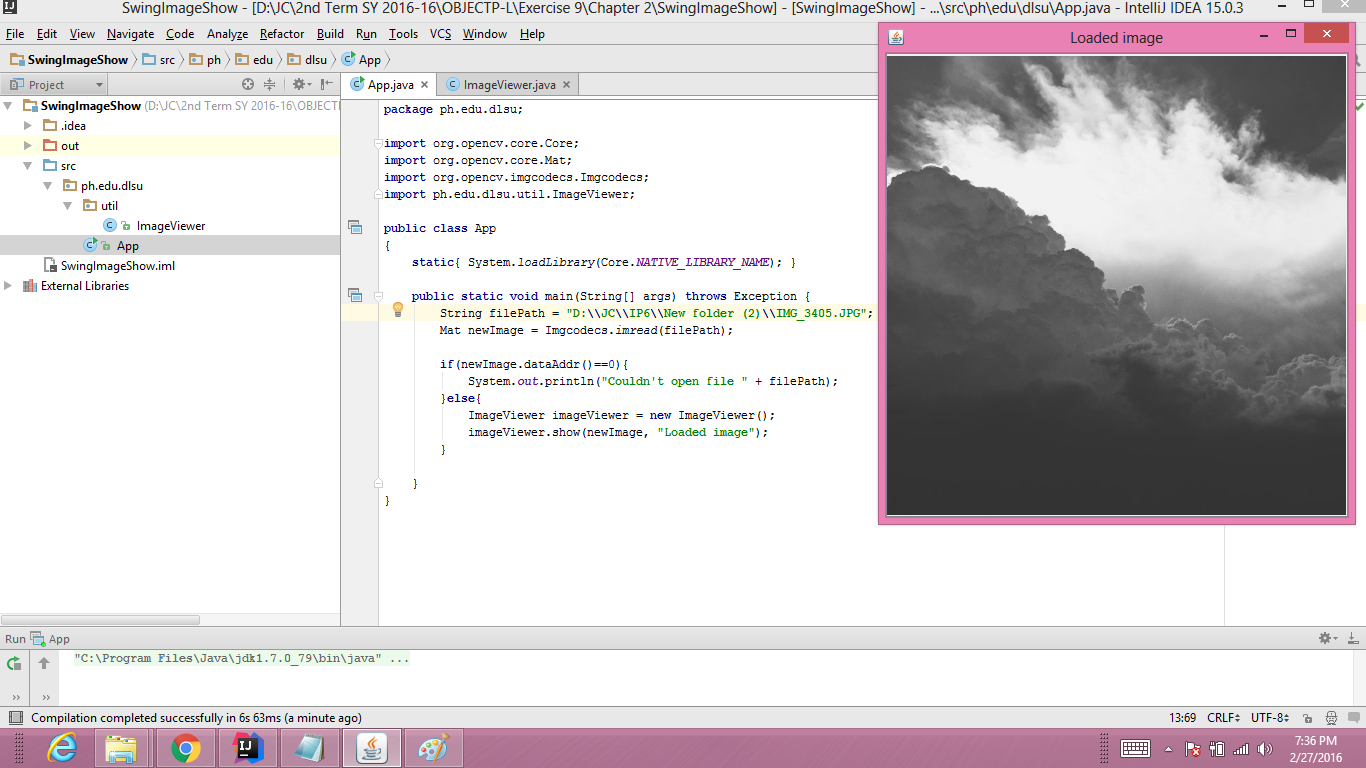 SwingImageShow - [D:\JC\2nd Term SY 2016-16\OBJECTP-L\Exercise 9\Chapter 2\SwingImageShow] - [SwingImageShow] - ...\src\ph\edu\dlsu\App.java - IntelliJ IDEA 15.0.3
File Edit View Navigate Code Analyze Refactor Build Run Tools VCS Window Help
SwingImageShow src ph edu dlsu App
Project
App.java ImageViewer.java
SwingImageShow (D:\JC\2nd Term SY 2016-16\OBJECTI
.idea
out
src
ph.edu.dlsu
util
ImageViewer
App
SwingImageShow.iml
External Libraries
package ph.edu.dlsu;
import org.opencv.core.Core;
import org.opencv.core.Mat;
import org.opencv.imgcodecs.Imgcodecs;
import ph.edu.dlsu.util.ImageViewer;
public class App
{
static{ System.loadLibrary(Core.NATIVE_LIBRARY_NAME); }
public static void main(String[] args) throws Exception {
String filePath = "D:\\JC\\IP6\\New folder (2)\\IMG_3405.JPG";
Mat newImage = Imgcodecs.imread(filePath);
if(newImage.dataAddr()==0){
System.out.println("Couldn't open file " + filePath);
}else{
ImageViewer imageViewer = new ImageViewer();
imageViewer.show(newImage, "Loaded image");
}
}
}
Loaded image
Run App
"C:\Program Files\Java\jdk1.7.0_79\bin\java" ...
Compilation completed successfully in 6s 63ms (a minute ago)
13:69 CRLF UTF-8
7:36 PM
2/27/2016